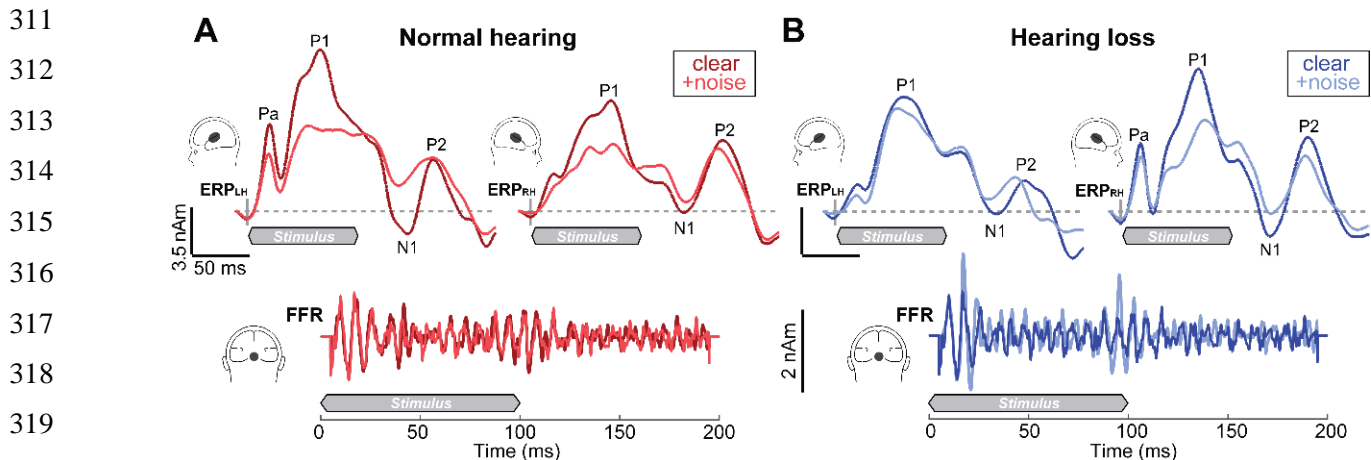 311
312
313
314
315
316
317
318
319
A
Normal hearing
clear
+noise
P1
Pa
P2
N1
ERPLH
Stimulus
3.5 nAm
50 ms
P1
P2
N1
ERPRH
Stimulus
FFR
Stimulus
0 50 100 150 200
Time (ms)
B
Hearing loss
clear
+noise
P1
P2
N1
ERPLH
Stimulus
P1
Pa
P2
N1
ERPRH
Stimulus
2 nAm
FFR
Stimulus
0 50 100 150 200
Time (ms)